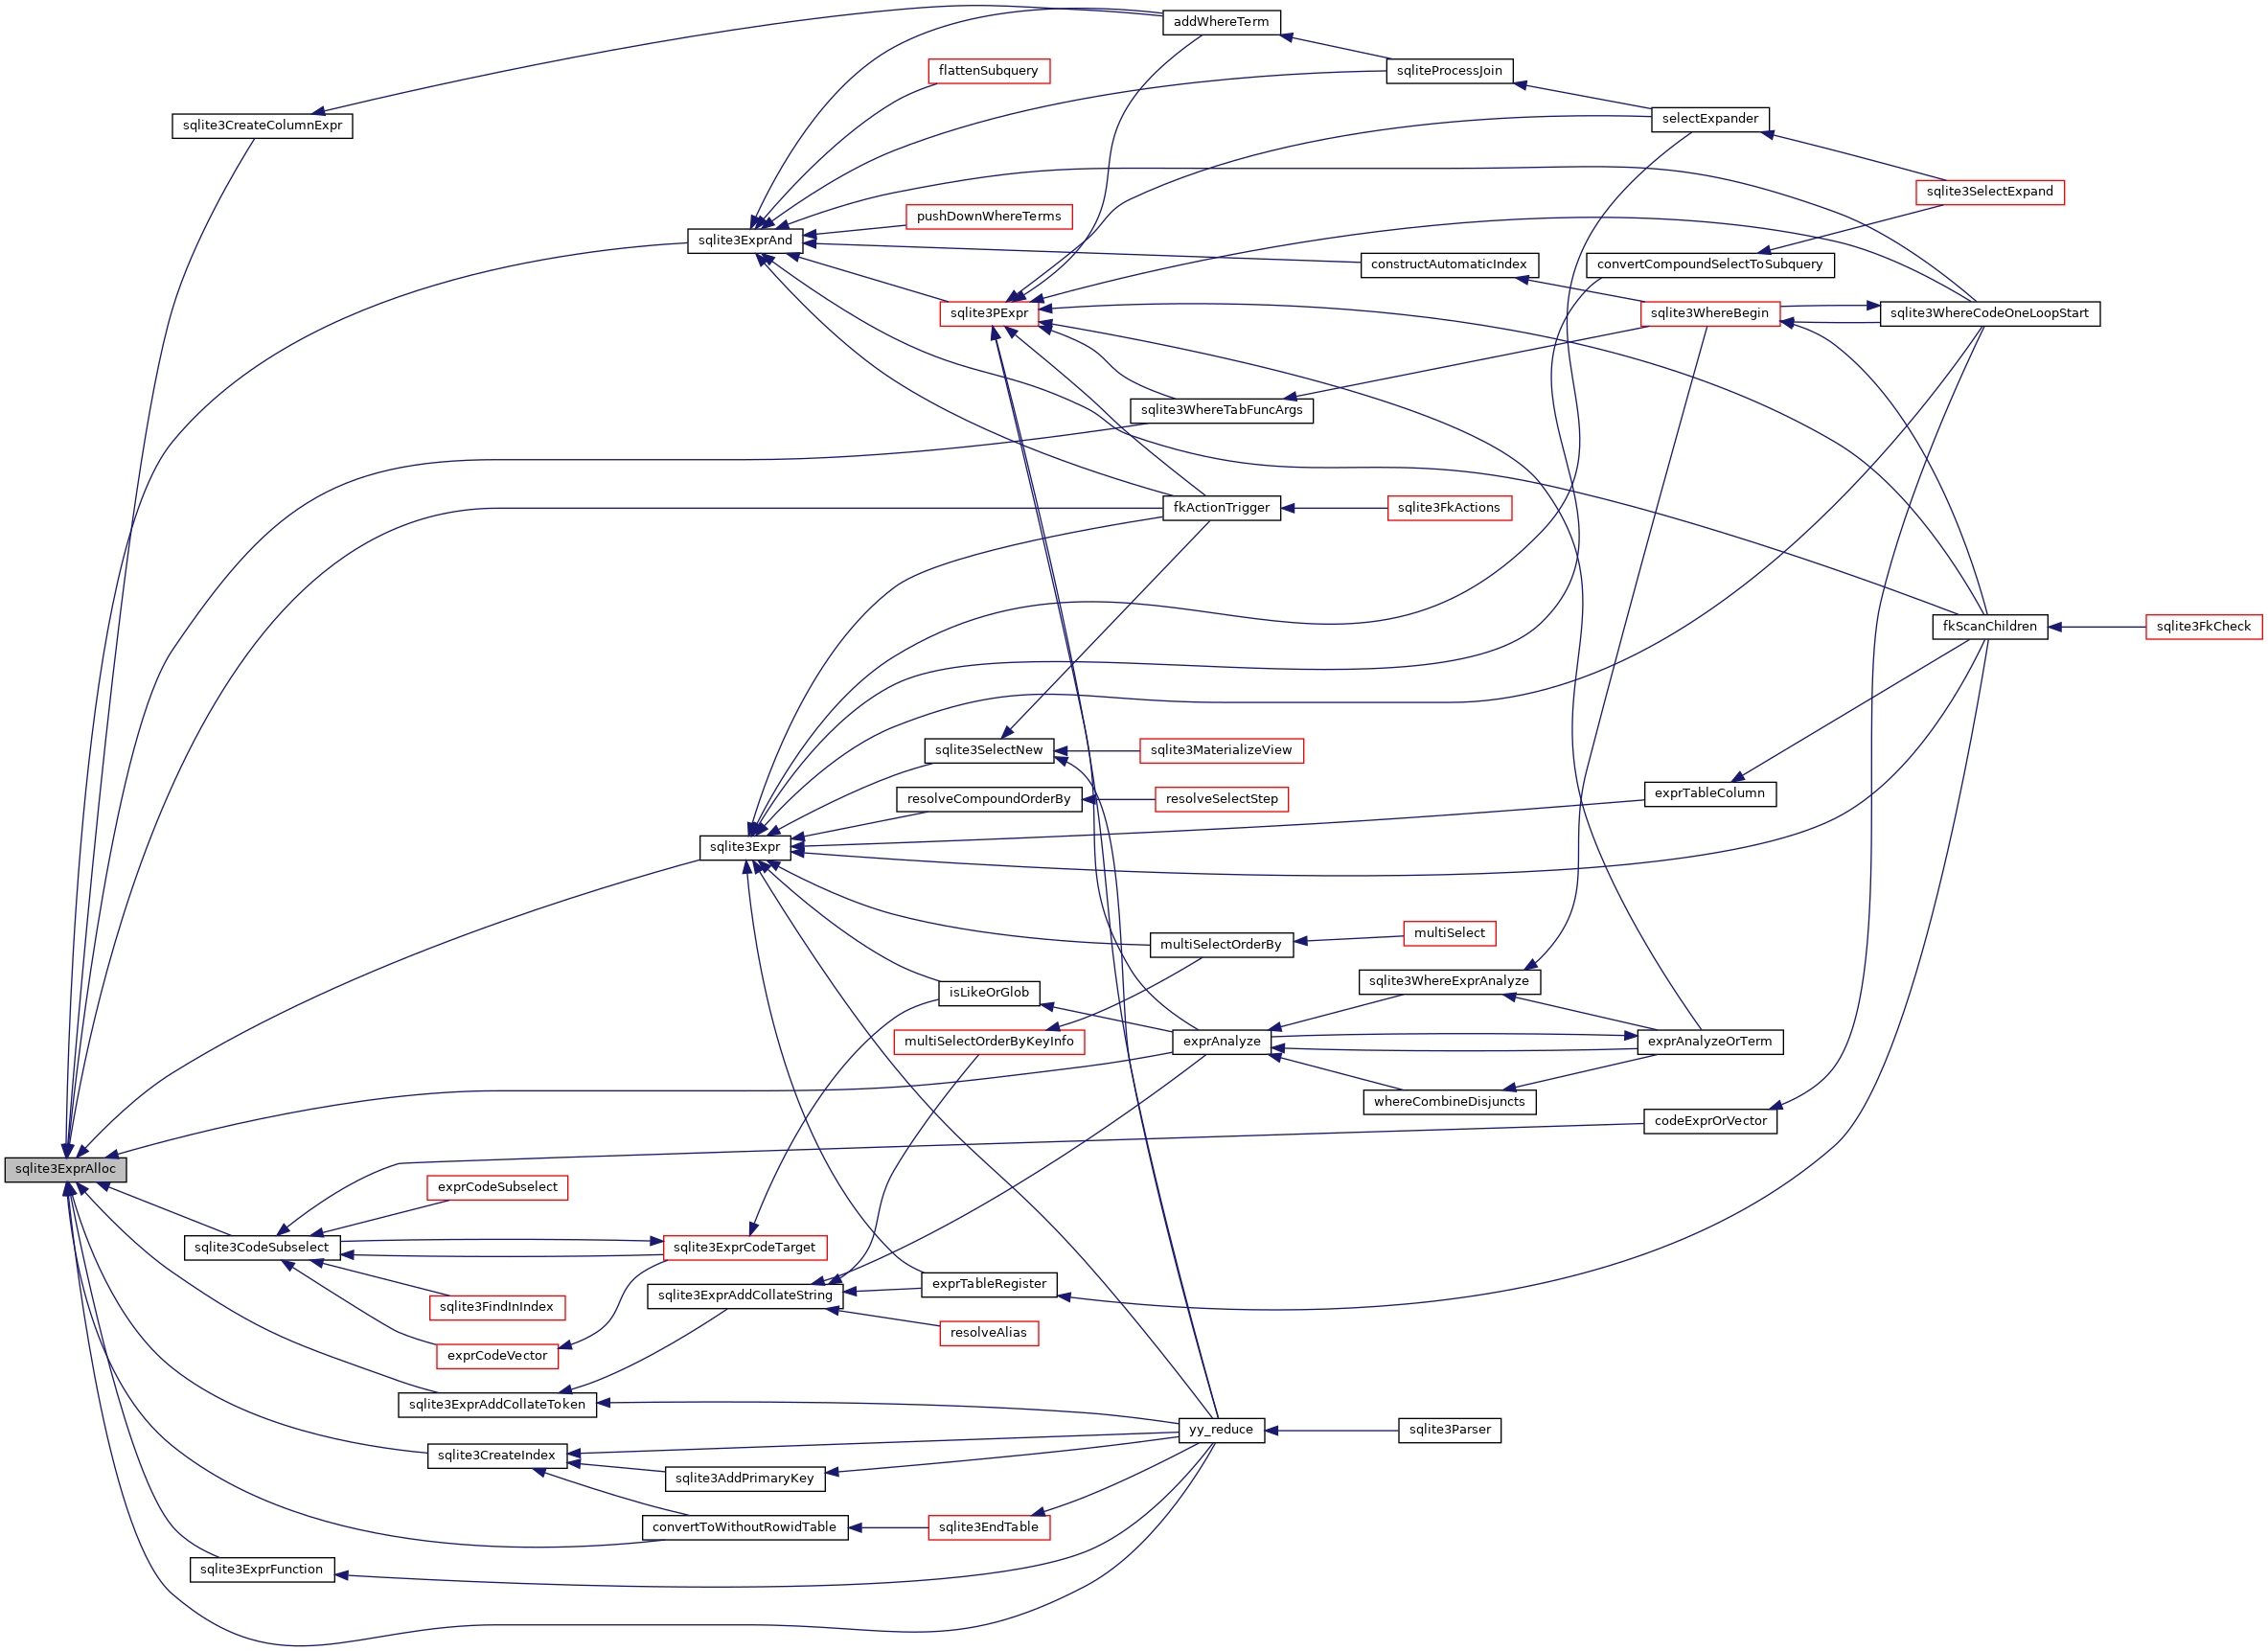 addWhereTerm
flattenSubquery
sqliteProcessJoin
selectExpander
sqlite3CreateColumnExpr
sqlite3SelectExpand
pushDownWhereTerms
sqlite3ExprAnd
constructAutomaticIndex
convertCompoundSelectToSubquery
sqlite3PExpr
sqlite3WhereBegin
sqlite3WhereCodeOneLoopStart
sqlite3WhereTabFuncArgs
fkActionTrigger
sqlite3FkActions
fkScanChildren
sqlite3FkCheck
sqlite3SelectNew
sqlite3MaterializeView
resolveCompoundOrderBy
resolveSelectStep
exprTableColumn
sqlite3Expr
multiSelectOrderBy
multiSelect
sqlite3WhereExprAnalyze
isLikeOrGlob
multiSelectOrderByKeyInfo
exprAnalyze
exprAnalyzeOrTerm
whereCombineDisjuncts
codeExprOrVector
sqlite3ExprAlloc
exprCodeSubselect
sqlite3CodeSubselect
sqlite3ExprCodeTarget
exprTableRegister
sqlite3ExprAddCollateString
sqlite3FindInIndex
resolveAlias
exprCodeVector
sqlite3ExprAddCollateToken
yy_reduce
sqlite3Parser
sqlite3CreateIndex
sqlite3AddPrimaryKey
convertToWithoutRowidTable
sqlite3EndTable
sqlite3ExprFunction